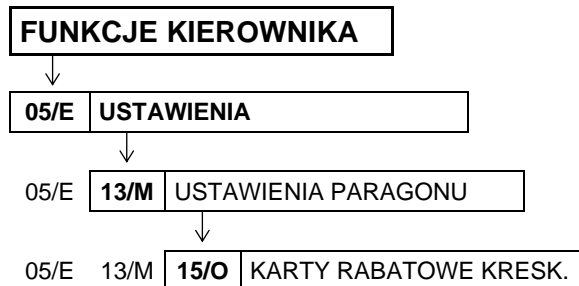 FUNKCJE KIEROWNIKA
05/E USTAWIENIA
05/E 13/M USTAWIENIA PARAGONU
05/E 13/M 15/O KARTY RABATOWE KRESK.